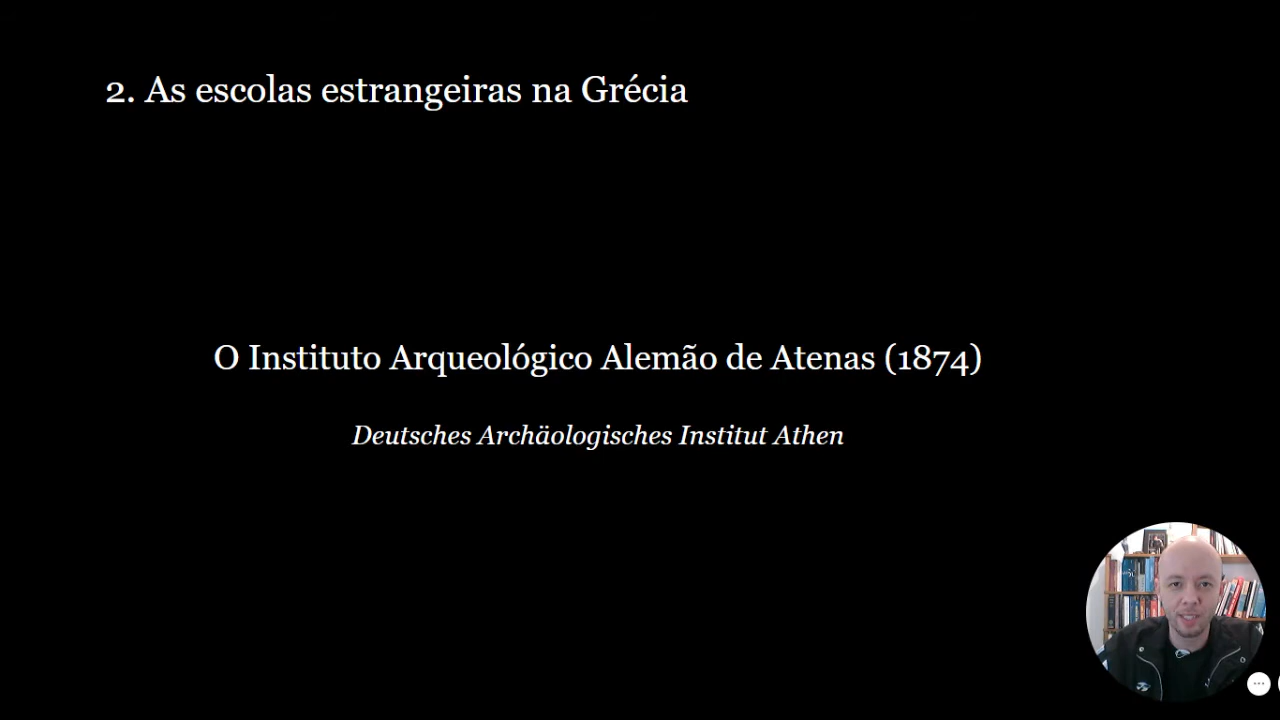 2. As escolas estrangeiras na Grécia
O Instituto Arqueológico Alemão de Atenas (1874)
Deutsches Archäologisches Institut Athen